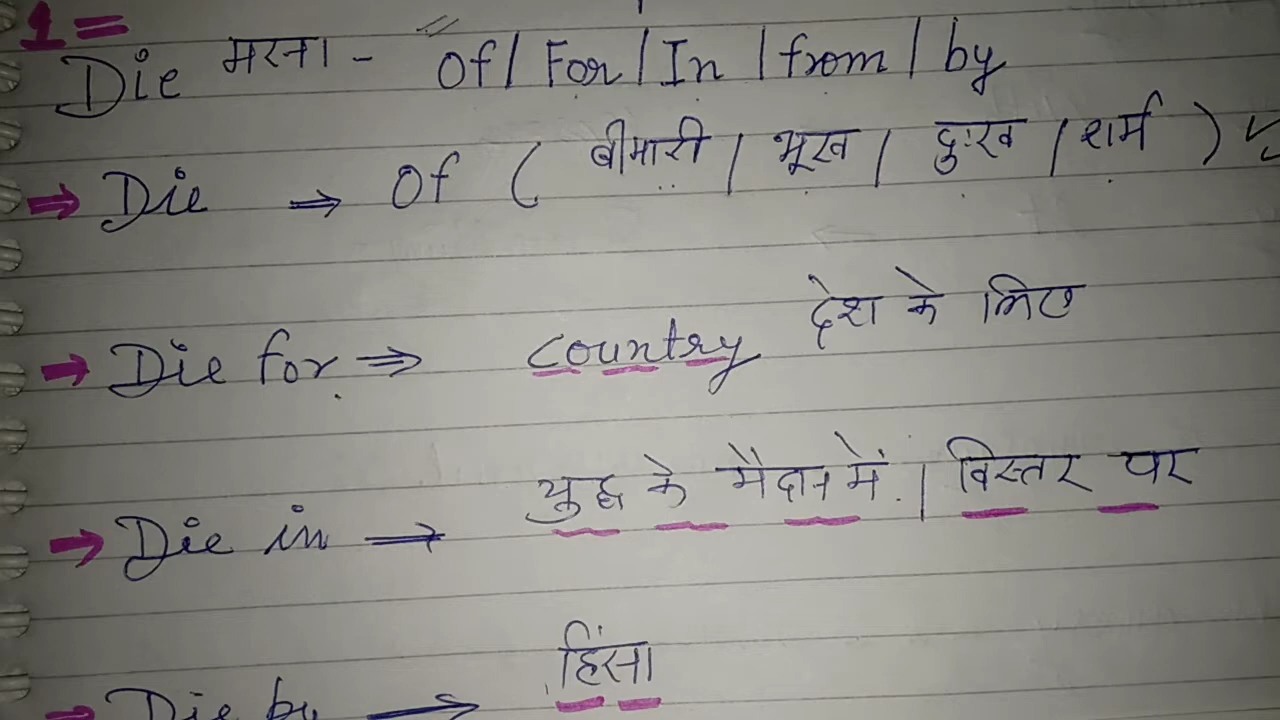 1=
Die मरना - Of / For / In / from / by
⇒ Die ⇒ Of ( बीमारी / भूख / दुःख / शर्म )
→ Die for ⇒ country देश के लिए
→ Die in → युद्ध के मैदान में / बिस्तर पर
→ Die by → हिंसा